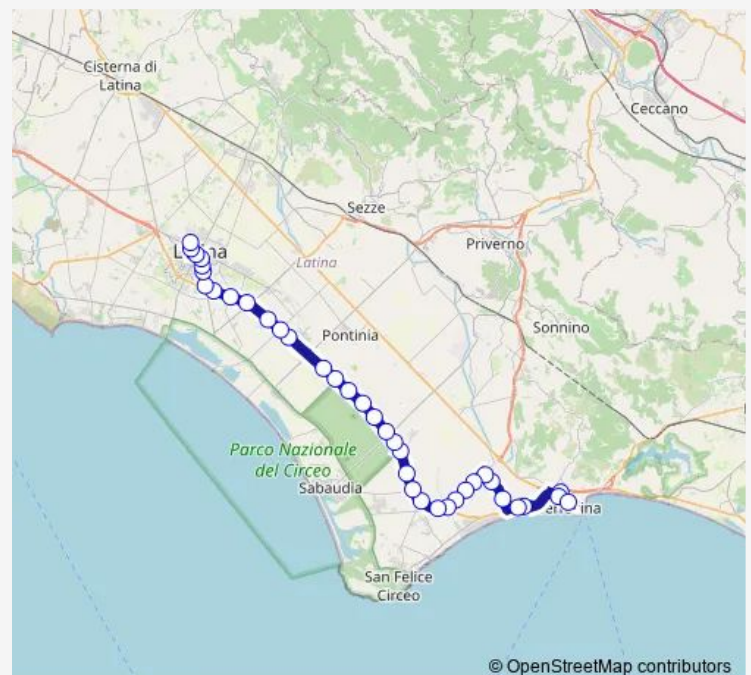 Cisterna di
Latina
Ceccano
Sezze
Priverno
Latina
Sonnino
Pontinia
Parco Nazionale
del Circeo
Sabaudia
San Felice
Circeo
© OpenStreetMap contributors